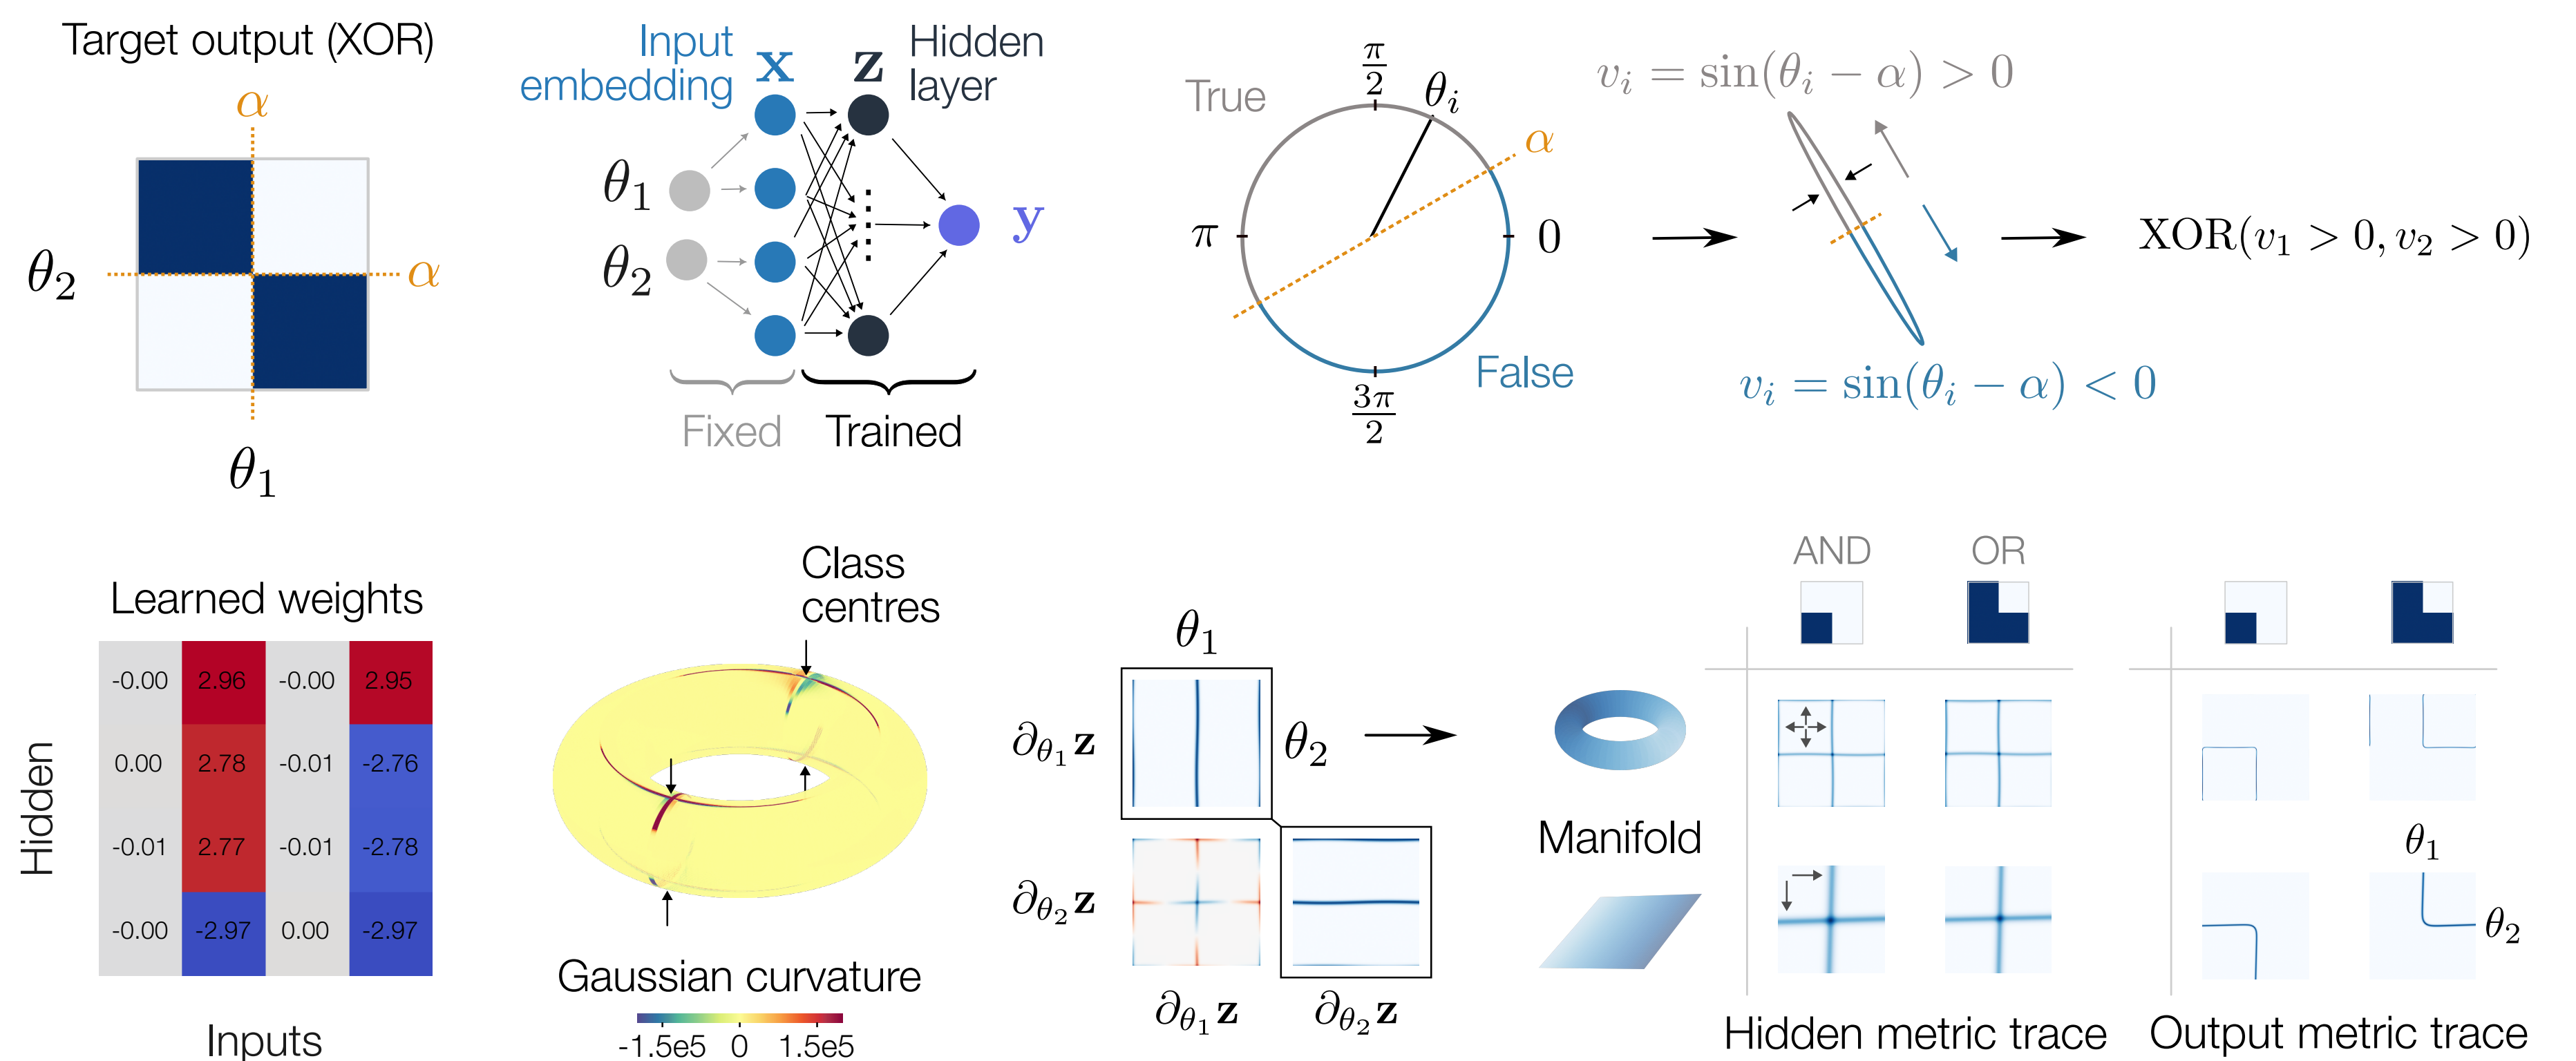 Target output (XOR)
α
α
θ₂
θ₁
Input
embedding
x
z
Hidden
layer
θ₁
θ₂
y
Fixed
Trained
True
π/2
θᵢ
α
π
0
False
3π/2
vᵢ = sin(θᵢ − α) > 0
vᵢ = sin(θᵢ − α) < 0
XOR(v₁ > 0, v₂ > 0)
Learned weights
-0.00 2.96 -0.00 2.95
0.00 2.78 -0.01 -2.76
-0.01 2.77 -0.01 -2.78
-0.00 -2.97 0.00 -2.97
Hidden
Inputs
Class
centres
Gaussian curvature
-1.5e5 0 1.5e5
θ₁
∂θ₁z
θ₂
∂θ₂z
∂θ₁z
∂θ₂z
Manifold
AND
OR
Hidden metric trace
θ₁
θ₂
Output metric trace